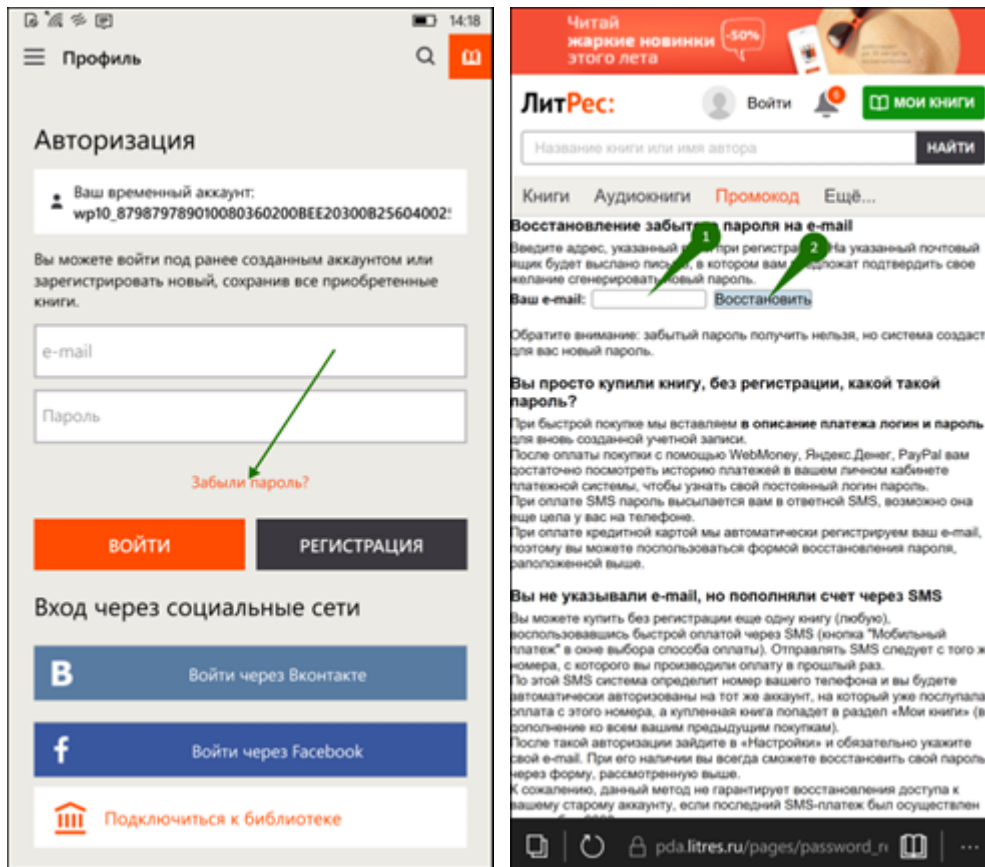 14:18
Профиль
Авторизация
Ваш временный аккаунт:
wp10_879879789010080360200BEE20300B25604002
Вы можете войти под ранее созданным аккаунтом или
зарегистрировать новый, сохранив все приобретенные
книги.
e-mail
Пароль
Забыли пароль?
ВОЙТИ
РЕГИСТРАЦИЯ
Вход через социальные сети
В
Войти через Вконтакте
f
Войти через Facebook
Подключиться к библиотеке
Читай
жаркие новинки
этого лета
-50%
ЛитРес:
Войти
6
МОИ КНИГИ
Название книги или имя автора
НАЙТИ
Книги Аудиокниги Промокод Ещё...
Восстановление забытого пароля на e-mail
1
2
Введите адрес, указанный при регистрации. На указанный почтовый
ящик будет выслано письмо, в котором вам предложат подтвердить свое
желание сгенерировать новый пароль.
Ваш e-mail: Восстановить
Обратите внимание: забытый пароль получить нельзя, но система создаст
для вас новый пароль.
Вы просто купили книгу, без регистрации, какой такой
пароль?
При быстрой покупке мы вставляем в описание платежа логин и пароль
для вновь созданной учетной записи.
После оплаты покупки с помощью WebMoney, Яндекс.Денег, PayPal вам
достаточно посмотреть историю платежей в вашем личном кабинете
платежной системы, чтобы узнать свой постоянный логин пароль.
При оплате SMS пароль высылается вам в ответной SMS, возможно она
еще цела у вас на телефоне.
При оплате кредитной картой мы автоматически регистрируем ваш e-mail,
поэтому вы можете поспользоваться формой восстановления пароля,
раположенной выше.
Вы не указывали e-mail, но пополняли счет через SMS
Вы можете купить без регистрации еще одну книгу (любую),
воспользовавшись быстрой оплатой через SMS (кнопка "Мобильный
платеж" в окне выбора способа оплаты). Отправлять SMS следует с того ж
номера, с которого вы производили оплату в прошлый раз.
По этой SMS система определит номер вашего телефона и вы будете
автоматически авторизованы на тот же аккаунт, на который уже послупала
оплата с этого номера, а купленная книга попадет в раздел «Мои книги» (в
дополнение ко всем вашим предыдущим покупкам).
После такой авторизации зайдите в «Настройки» и обязательно укажите
свой e-mail. При его наличии вы всегда сможете восстановить свой пароль
через форму, рассмотренную выше.
К сожалению, данный метод не гарантирует восстановления доступа к
вашему старому аккаунту, если последний SMS-платеж был осуществлен
pda.litres.ru/pages/password_r